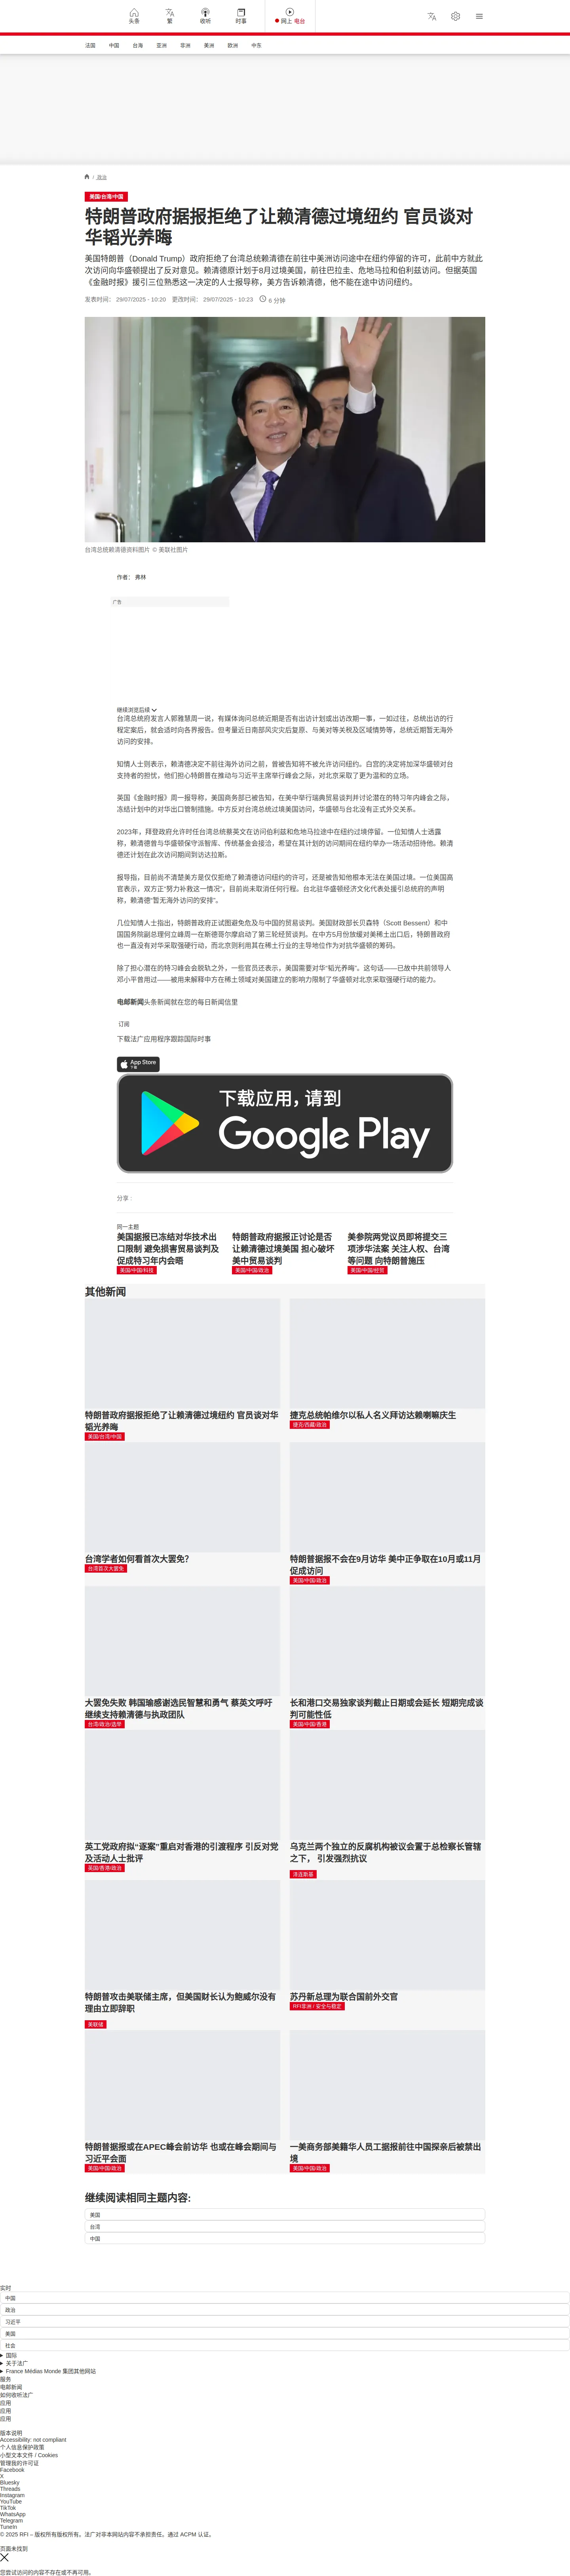 头条
繁
收听
时事
网上 电台
法国 中国 台海 亚洲 非洲 美洲 欧洲 中东
/ 政治
美国/台湾/中国
特朗普政府据报拒绝了让赖清德过境纽约 官员谈对
华韬光养晦
美国特朗普（Donald Trump）政府拒绝了台湾总统赖清德在前往中美洲访问途中在纽约停留的许可，此前中方就此
次访问向华盛顿提出了反对意见。赖清德原计划于8月过境美国，前往巴拉圭、危地马拉和伯利兹访问。但据英国
《金融时报》援引三位熟悉这一决定的人士报导称，美方告诉赖清德，他不能在途中访问纽约。
发表时间： 29/07/2025 - 10:20 更改时间： 29/07/2025 - 10:23 6 分钟
台湾总统赖清德资料图片 © 美联社图片
作者： 弗林
广告
继续浏览后续
台湾总统府发言人郭雅慧周一说，有媒体询问总统近期是否有出访计划或出访改期一事，一如过往，总统出访的行
程定案后，就会适时向各界报告。但考量近日南部风灾灾后复原、与美对等关税及区域情势等，总统近期暂无海外
访问的安排。
知情人士则表示，赖清德决定不前往海外访问之前，曾被告知将不被允许访问纽约。白宫的决定将加深华盛顿对台
支持者的担忧，他们担心特朗普在推动与习近平主席举行峰会之际，对北京采取了更为温和的立场。
英国《金融时报》周一报导称，美国商务部已被告知，在美中举行瑞典贸易谈判并讨论潜在的特习年内峰会之际，
冻结计划中的对华出口管制措施。中方反对台湾总统过境美国访问，华盛顿与台北没有正式外交关系。
2023年，拜登政府允许时任台湾总统蔡英文在访问伯利兹和危地马拉途中在纽约过境停留。一位知情人士透露
称，赖清德曾与华盛顿保守派智库、传统基金会接洽，希望在其计划的访问期间在纽约举办一场活动招待他。赖清
德还计划在此次访问期间到访达拉斯。
报导指，目前尚不清楚美方是仅仅拒绝了赖清德访问纽约的许可，还是被告知他根本无法在美国过境。一位美国高
官表示，双方正“努力补救这一情况”，目前尚未取消任何行程。台北驻华盛顿经济文化代表处援引总统府的声明
称，赖清德“暂无海外访问的安排”。
几位知情人士指出，特朗普政府正试图避免危及与中国的贸易谈判。美国财政部长贝森特（Scott Bessent）和中
国国务院副总理何立峰周一在斯德哥尔摩启动了第三轮经贸谈判。在中方5月份放缓对美稀土出口后，特朗普政府
也一直没有对华采取强硬行动，而北京则利用其在稀土行业的主导地位作为对抗华盛顿的筹码。
除了担心潜在的特习峰会会脱轨之外，一些官员还表示，美国需要对华“韬光养晦”。这句话——已故中共前领导人
邓小平曾用过——被用来解释中方在稀土领域对美国建立的影响力限制了华盛顿对北京采取强硬行动的能力。
电邮新闻头条新闻就在您的每日新闻信里
订阅
下载法广应用程序跟踪国际时事
App Store
下载
下载应用，请到
Google Play
分享 :
同一主题
美国据报已冻结对华技术出
口限制 避免损害贸易谈判及
促成特习年内会晤
美国/中国/科技
特朗普政府据报正讨论是否
让赖清德过境美国 担心破坏
美中贸易谈判
美国/中国/政治
美参院两党议员即将提交三
项涉华法案 关注人权、台湾
等问题 向特朗普施压
美国/中国/经贸
其他新闻
特朗普政府据报拒绝了让赖清德过境纽约 官员谈对华
韬光养晦
美国/台湾/中国
捷克总统帕维尔以私人名义拜访达赖喇嘛庆生
捷克/西藏/政治
台湾学者如何看首次大罢免？
台湾首次大罢免
特朗普据报不会在9月访华 美中正争取在10月或11月
促成访问
美国/中国/政治
大罢免失败 韩国瑜感谢选民智慧和勇气 蔡英文呼吁
继续支持赖清德与执政团队
台湾/政治/选举
长和港口交易独家谈判截止日期或会延长 短期完成谈
判可能性低
美国/中国/香港
英工党政府拟“逐案”重启对香港的引渡程序 引反对党
及活动人士批评
英国/香港/政治
乌克兰两个独立的反腐机构被议会置于总检察长管辖
之下， 引发强烈抗议
泽连斯基
特朗普攻击美联储主席，但美国财长认为鲍威尔没有
理由立即辞职
美联储
苏丹新总理为联合国前外交官
RFI非洲 / 安全与稳定
特朗普据报或在APEC峰会前访华 也或在峰会期间与
习近平会面
美国/中国/政治
一美商务部美籍华人员工据报前往中国探亲后被禁出
境
美国/中国/政治
继续阅读相同主题内容:
美国
台湾
中国
实时
中国
政治
习近平
美国
社会
国际
关于法广
France Médias Monde 集团其他网站
服务
电邮新闻
如何收听法广
应用
应用
应用
版本说明
Accessibility: not compliant
个人信息保护政策
小型文本文件 / Cookies
管理我的许可证
Facebook
X
Bluesky
Threads
Instagram
YouTube
TikTok
WhatsApp
Telegram
TuneIn
© 2025 RFI – 版权所有版权所有。法广对非本网站内容不承担责任。通过 ACPM 认证。
页面未找到
您尝试访问的内容不存在或不再可用。